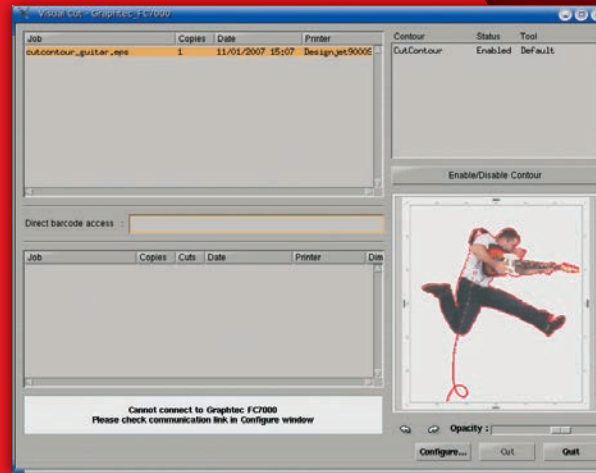 Visual Cut - Graphtec_FC7000
Job Copies Date Printer
cutcontour_guitar.eps 1 11/01/2007 15:07 Designjet9000S
Contour Status Tool
CutContour Enabled Default
Enable/Disable Contour
Direct barcode access :
Job Copies Cuts Date Printer Dim
Cannot connect to Graphtec FC7000
Please check communication link in Configure window
Opacity :
Configure... Cut Quit